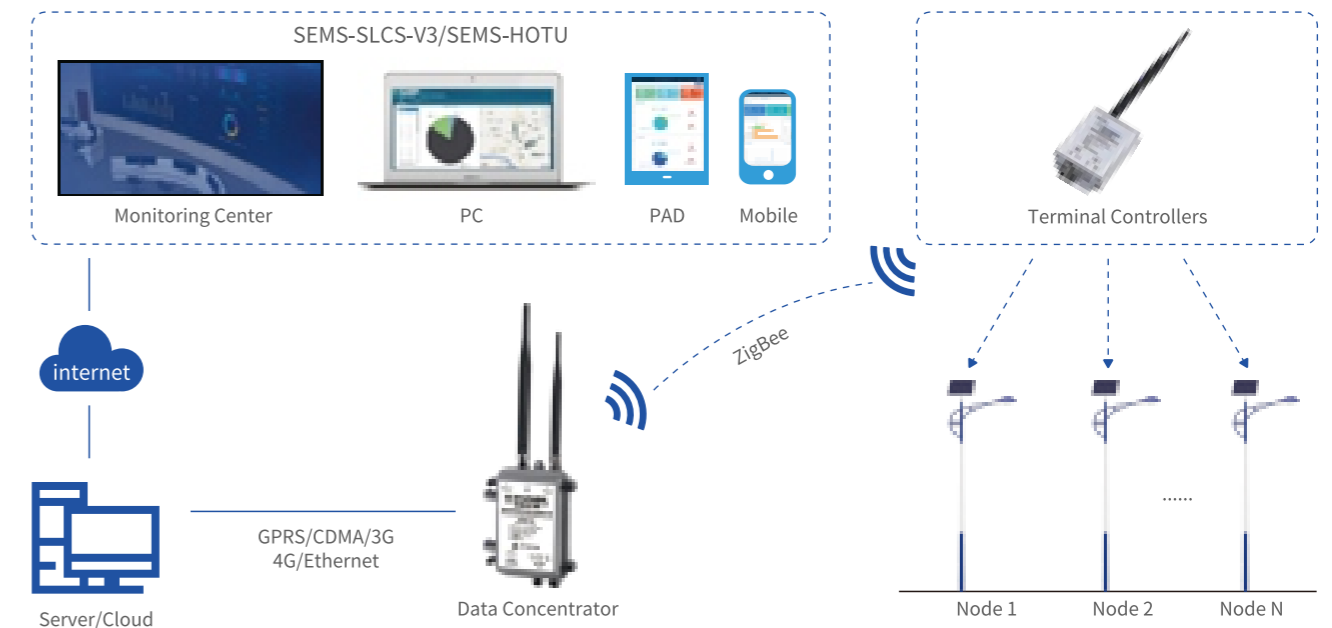 SEMS-SLCS-V3/SEMS-HOTU
Monitoring Center
PC
PAD
Mobile
Terminal Controllers
internet
ZigBee
GPRS/CDMA/3G
4G/Ethernet
Server/Cloud
Data Concentrator
......
Node 1
Node 2
Node N